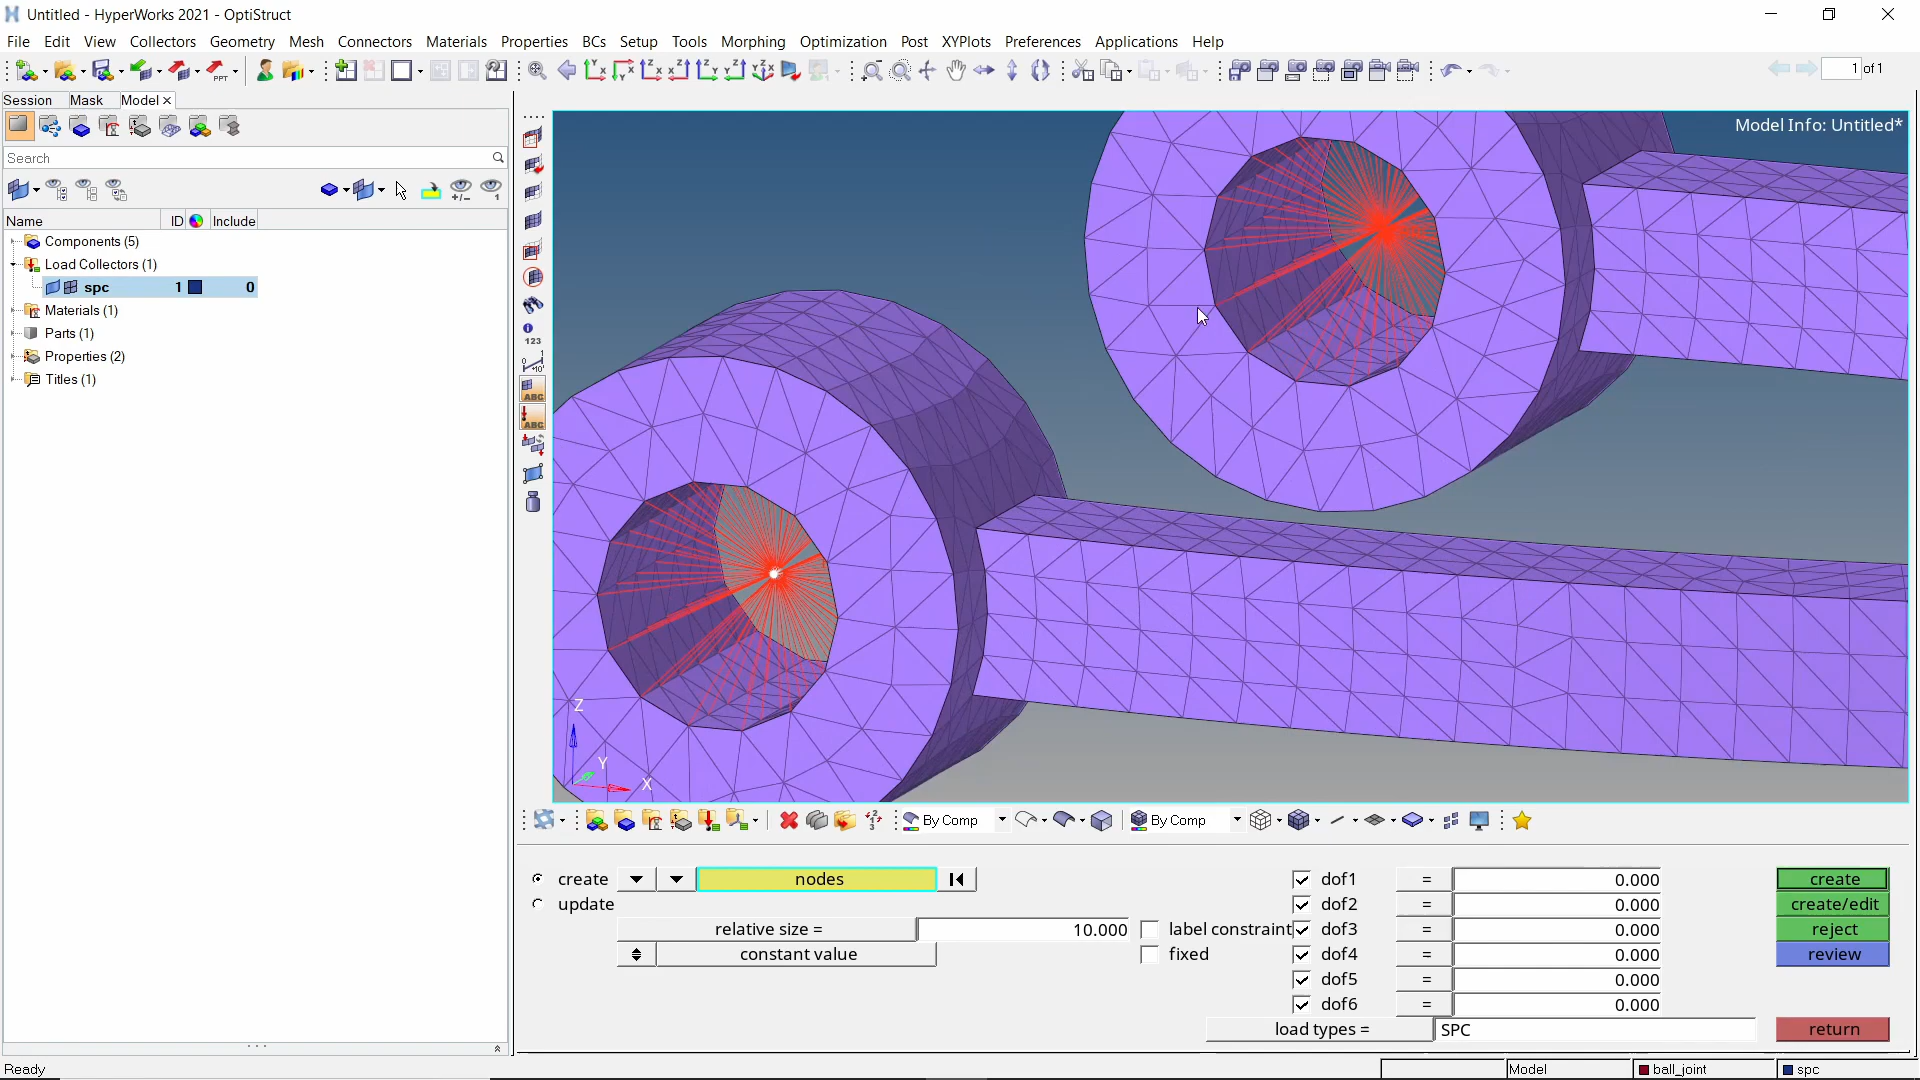 Untitled - HyperWorks 2021 - OptiStruct
File Edit View Collectors Geometry Mesh Connectors Materials Properties BCs Setup Tools Morphing Optimization Post XYPlots Preferences Applications Help
PPT
1 of 1
Session Mask Model
Search
Name ID Include
Components (5)
Load Collectors (1)
spc 1 0
Materials (1)
Parts (1)
Properties (2)
Titles (1)
123
ABC
ABC
Model Info: Untitled*
Z
Y
X
By Comp By Comp
create nodes dof1 = 0.000 create
update dof2 = 0.000 create/edit
relative size = 10.000 label constraint dof3 = 0.000 reject
constant value fixed dof4 = 0.000 review
dof5 = 0.000
dof6 = 0.000
load types = SPC return
Ready Model ball_joint spc